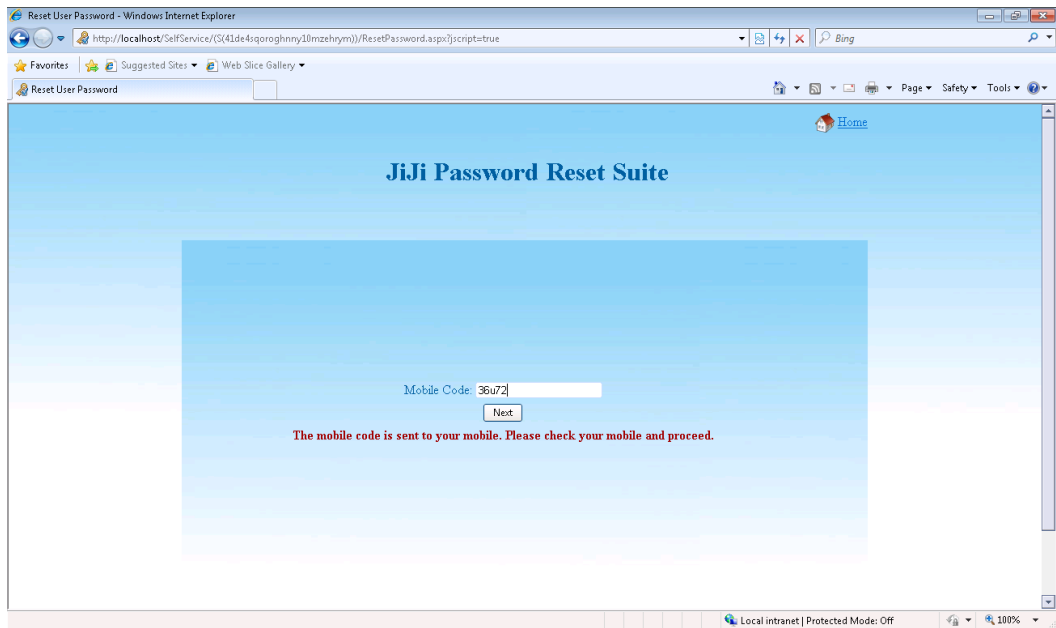 Reset User Password - Windows Internet Explorer
http://localhost/SelfService/(S(41de4sqoroghnny10mzehrym))/ResetPassword.aspx?jscript=true
Bing
Favorites Suggested Sites Web Slice Gallery
Reset User Password
Page Safety Tools
Home
JiJi Password Reset Suite
Mobile Code: 36u72
Next
The mobile code is sent to your mobile. Please check your mobile and proceed.
Local intranet | Protected Mode: Off
100%